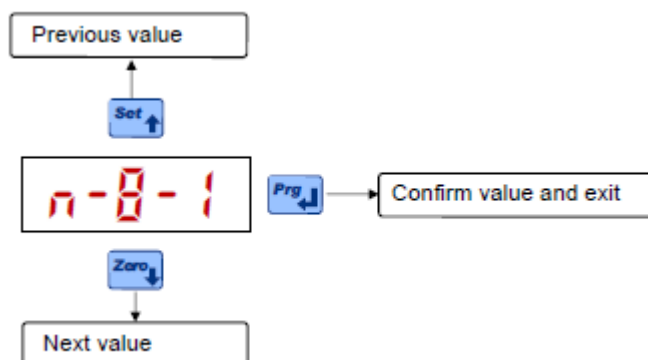 Previous value
Set
n-8-1
Prg
Confirm value and exit
Zero
Next value